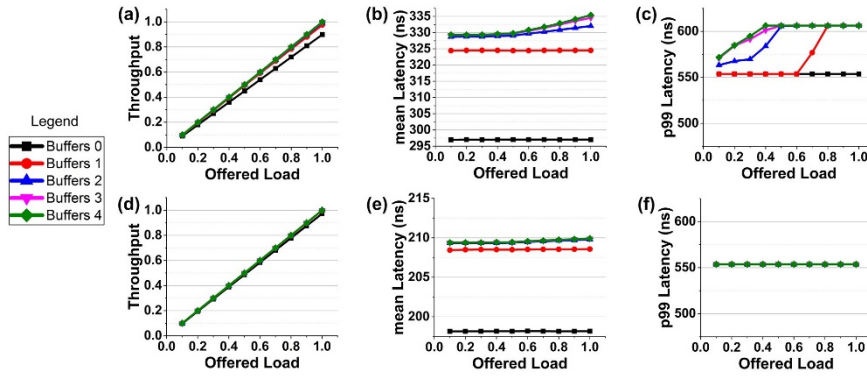 Legend
Buffers 0
Buffers 1
Buffers 2
Buffers 3
Buffers 4
(a)
Throughput
1.0
0.8
0.6
0.4
0.2
0.0
0.0 0.2 0.4 0.6 0.8 1.0
Offered Load
(b)
mean Latency (ns)
335
330
325
320
315
310
305
300
295
0.0 0.2 0.4 0.6 0.8 1.0
Offered Load
(c)
p99 Latency (ns)
600
550
500
0.0 0.2 0.4 0.6 0.8 1.0
Offered Load
(d)
Throughput
1.0
0.8
0.6
0.4
0.2
0.0
0.0 0.2 0.4 0.6 0.8 1.0
Offered Load
(e)
mean Latency (ns)
215
210
205
200
0.0 0.2 0.4 0.6 0.8 1.0
Offered Load
(f)
p99 Latency (ns)
600
550
500
0.0 0.2 0.4 0.6 0.8 1.0
Offered Load